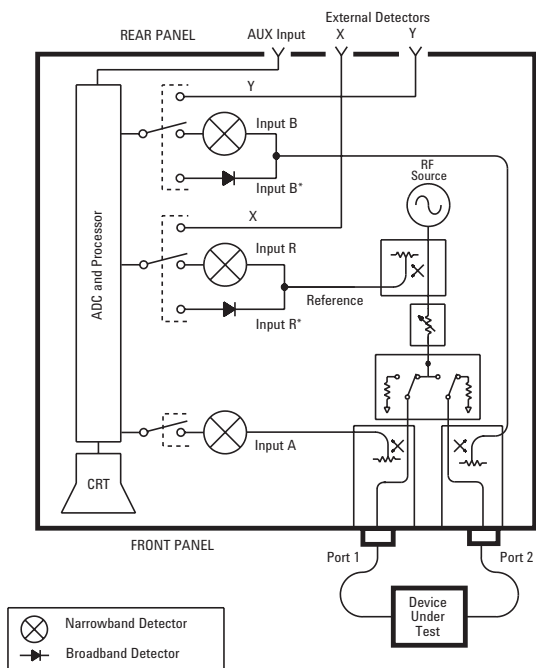 External Detectors
REAR PANEL
AUX Input
X
Y
Y
Input B
Input B*
RF
Source
X
Input R
Reference
Input R*
ADC and Processor
Input A
CRT
FRONT PANEL
Port 1
Port 2
Device
Under
Test
Narrowband Detector
Broadband Detector